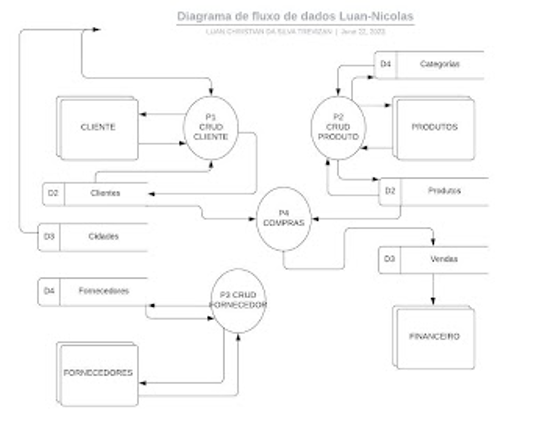 Diagrama de fluxo de dados Luan-Nicolas
LUAN CHRISTIAN DA SILVA TREVIZAN | June 22, 2023
D4 Categorias
P1
CRUD
CLIENTE
P2
CRUD
PRODUTO
CLIENTE
PRODUTOS
D2 Clientes
D2 Produtos
P4
COMPRAS
D3 Cidades
D3 Vendas
D4 Fornecedores
P3 CRUD
FORNECEDOR
FINANCEIRO
FORNECEDORES